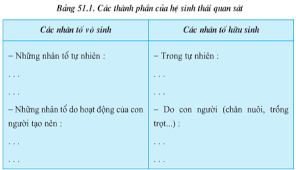 Bảng 51.1. Các thành phần của hệ sinh thái quan sát
Các nhân tố vô sinh
Các nhân tố hữu sinh
– Những nhân tố tự nhiên :
. . .
. . .
– Những nhân tố do hoạt động của con
người tạo nên :
. . .
. . .
– Trong tự nhiên :
. . .
. . .
– Do con người (chăn nuôi, trồng
trọt...) :
. . .
. . .